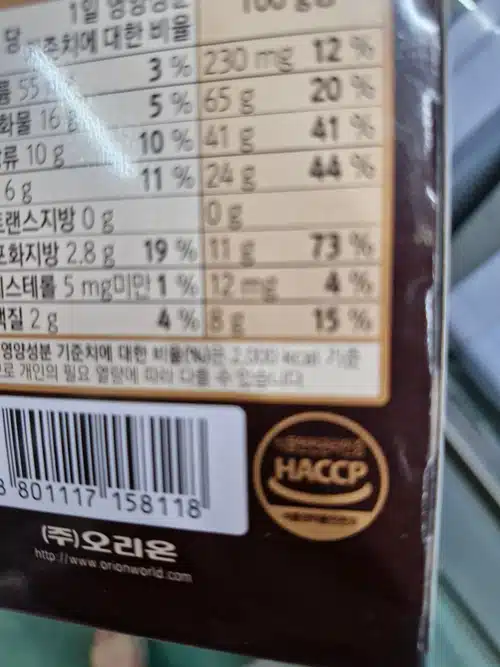 당 1일 영양성분 100 g당
기준치에 대한 비율
륨 55 3 % 230 mg 12 %
화물 16 g 5 % 65 g 20 %
류 10 g 10 % 41 g 41 %
6 g 11 % 24 g 44 %
트랜스지방 0 g 0 g
포화지방 2.8 g 19 % 11 g 73 %
스테롤 5 mg미만 1 % 12 mg 4 %
백질 2 g 4 % 8 g 15 %
영양성분 기준치에 대한 비율(%)은 2,000 kcal 기준
로 개인의 필요 열량에 따라 다를 수 있습니다
HACCP
8 801117 158118
(주)오리온
http://www.orionworld.com